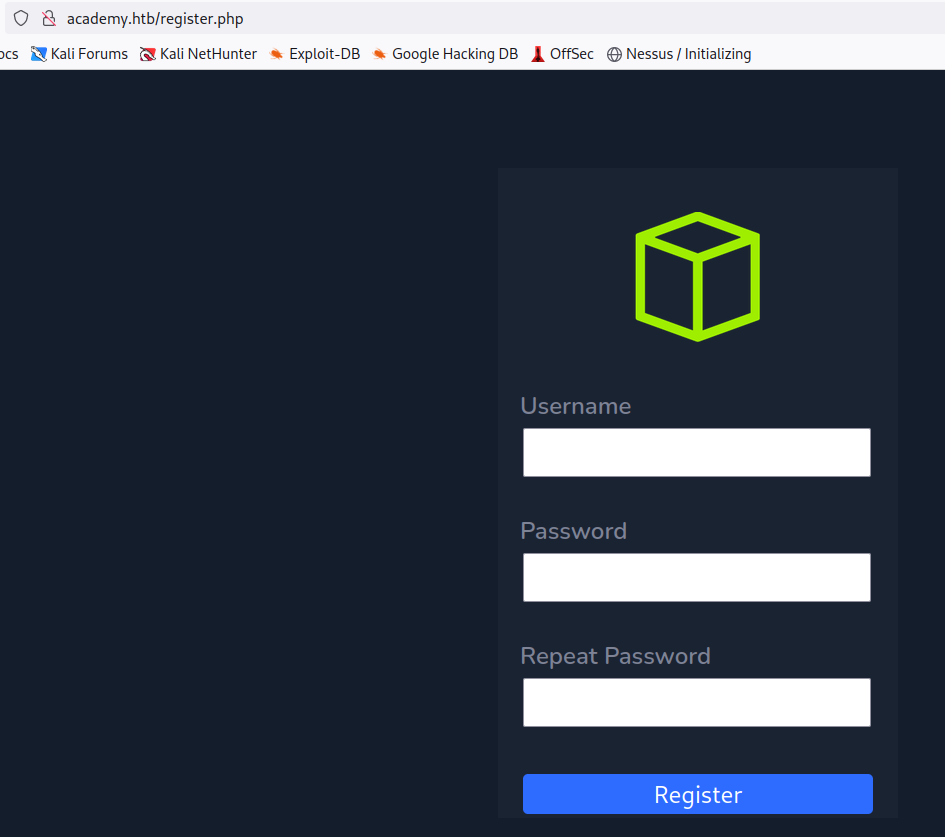 academy.htb/register.php
ocs Kali Forums Kali NetHunter Exploit-DB Google Hacking DB OffSec Nessus / Initializing
Username
Password
Repeat Password
Register